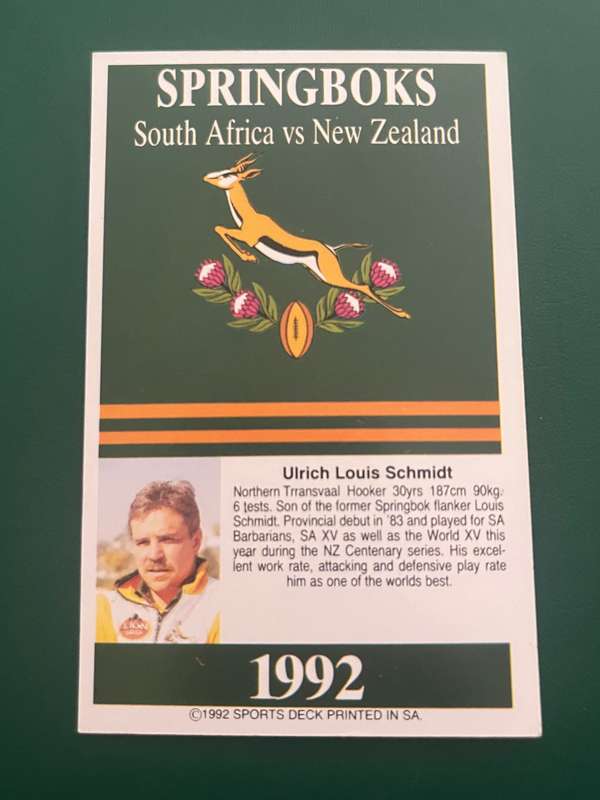 SPRINGBOKS
South Africa vs New Zealand
Ulrich Louis Schmidt
Northern Trransvaal Hooker 30yrs 187cm 90kg.
6 tests. Son of the former Springbok flanker Louis
Schmidt. Provincial debut in '83 and played for SA
Barbarians, SA XV as well as the World XV this
year during the NZ Centenary series. His excel-
lent work rate, attacking and defensive play rate
him as one of the worlds best.
LION
1992
©1992 SPORTS DECK PRINTED IN SA.